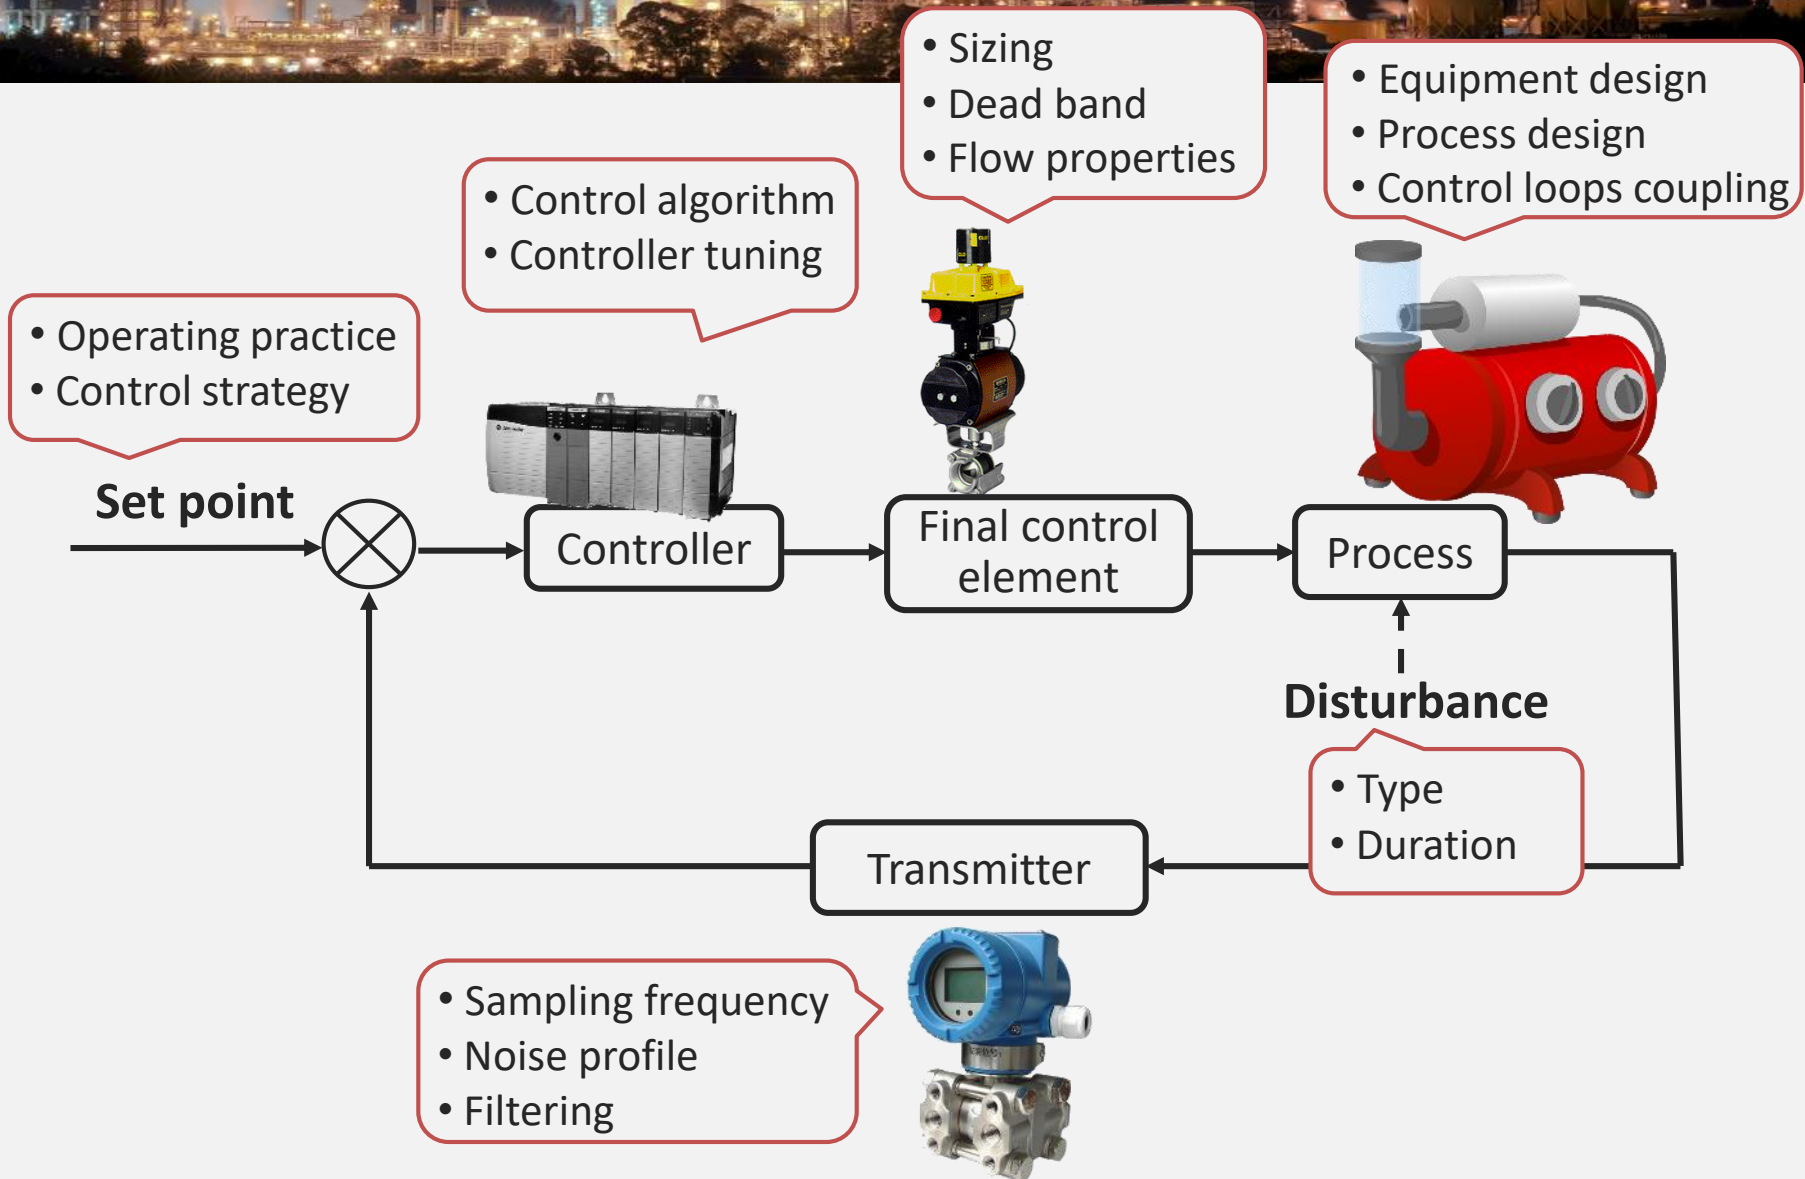 • Sizing
• Dead band
• Flow properties
• Equipment design
• Process design
• Control loops coupling
• Control algorithm
• Controller tuning
• Operating practice
• Control strategy
Set point
Controller
Final control
element
Process
Disturbance
• Type
• Duration
Transmitter
• Sampling frequency
• Noise profile
• Filtering